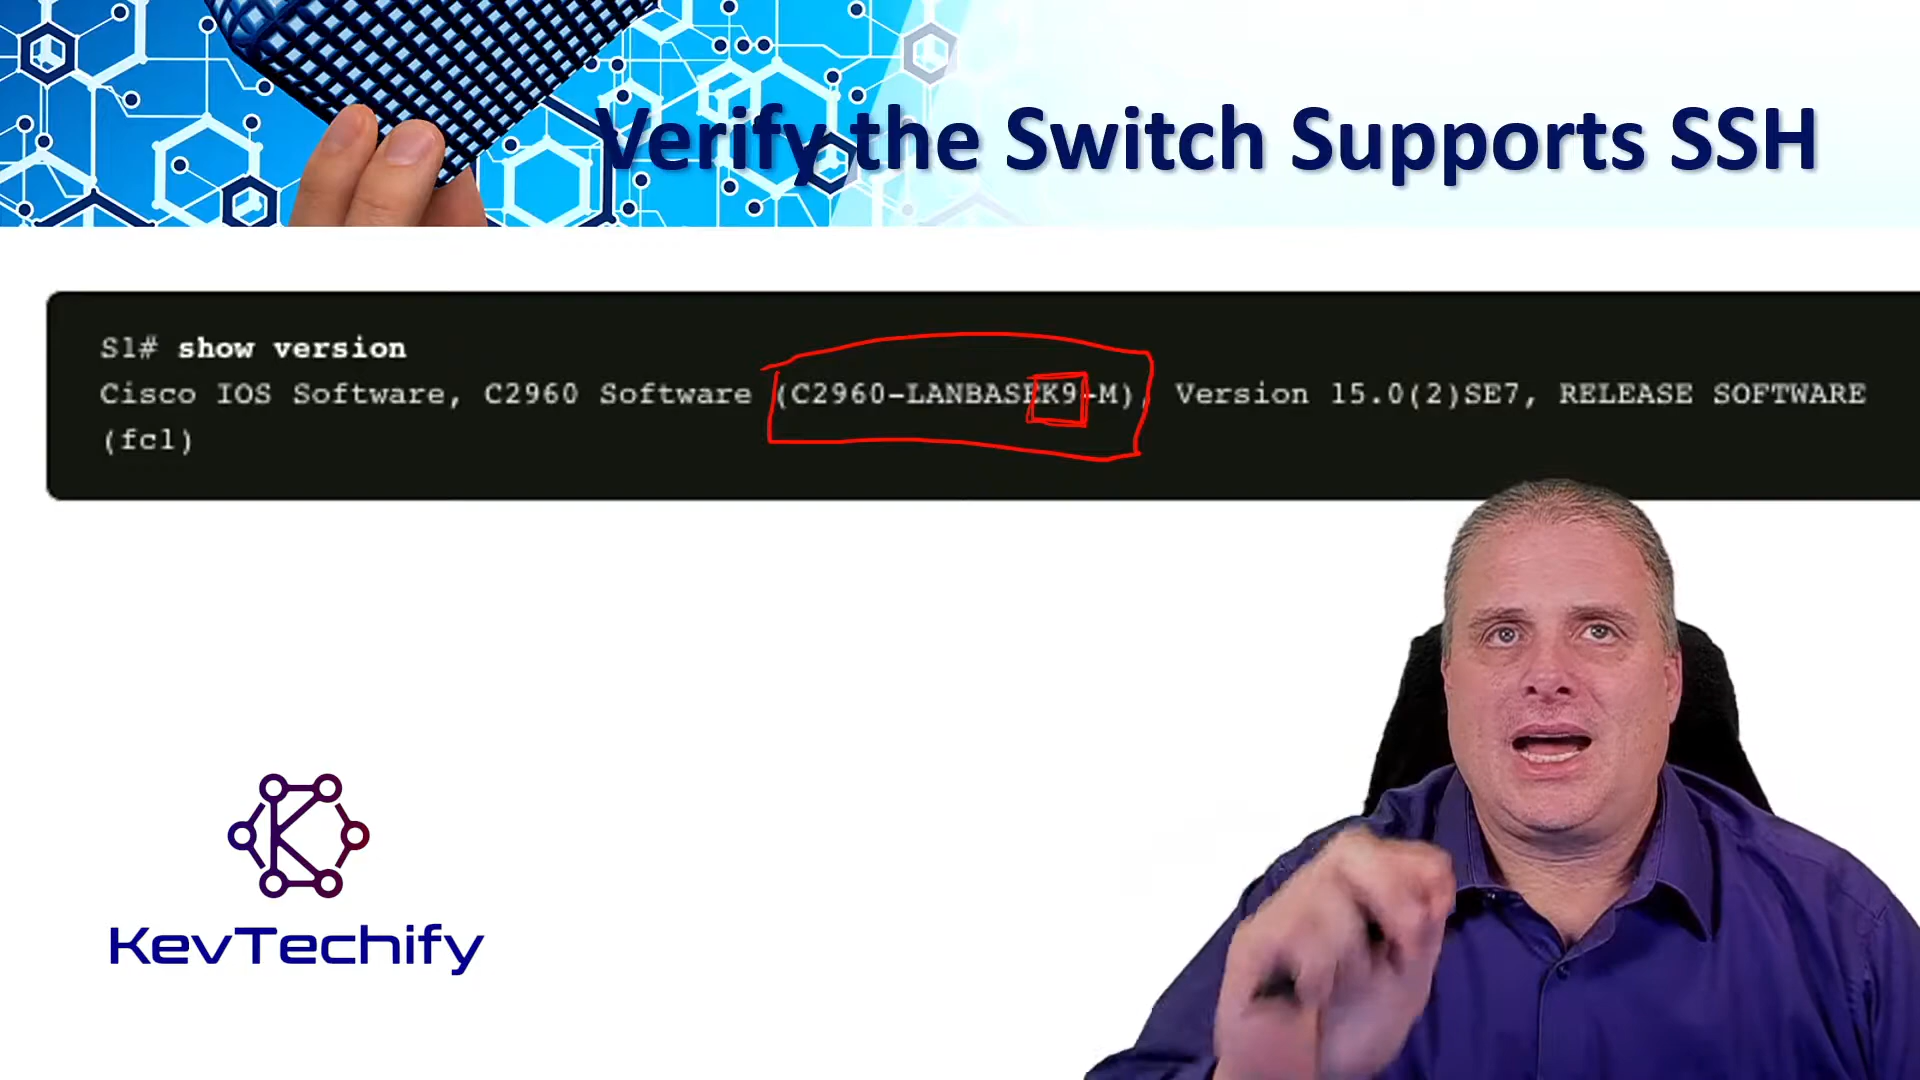 Verify the Switch Supports SSH
S1# show version
Cisco IOS Software, C2960 Software (C2960-LANBASEK9-M), Version 15.0(2)SE7, RELEASE SOFTWARE
(fc1)
KevTechify